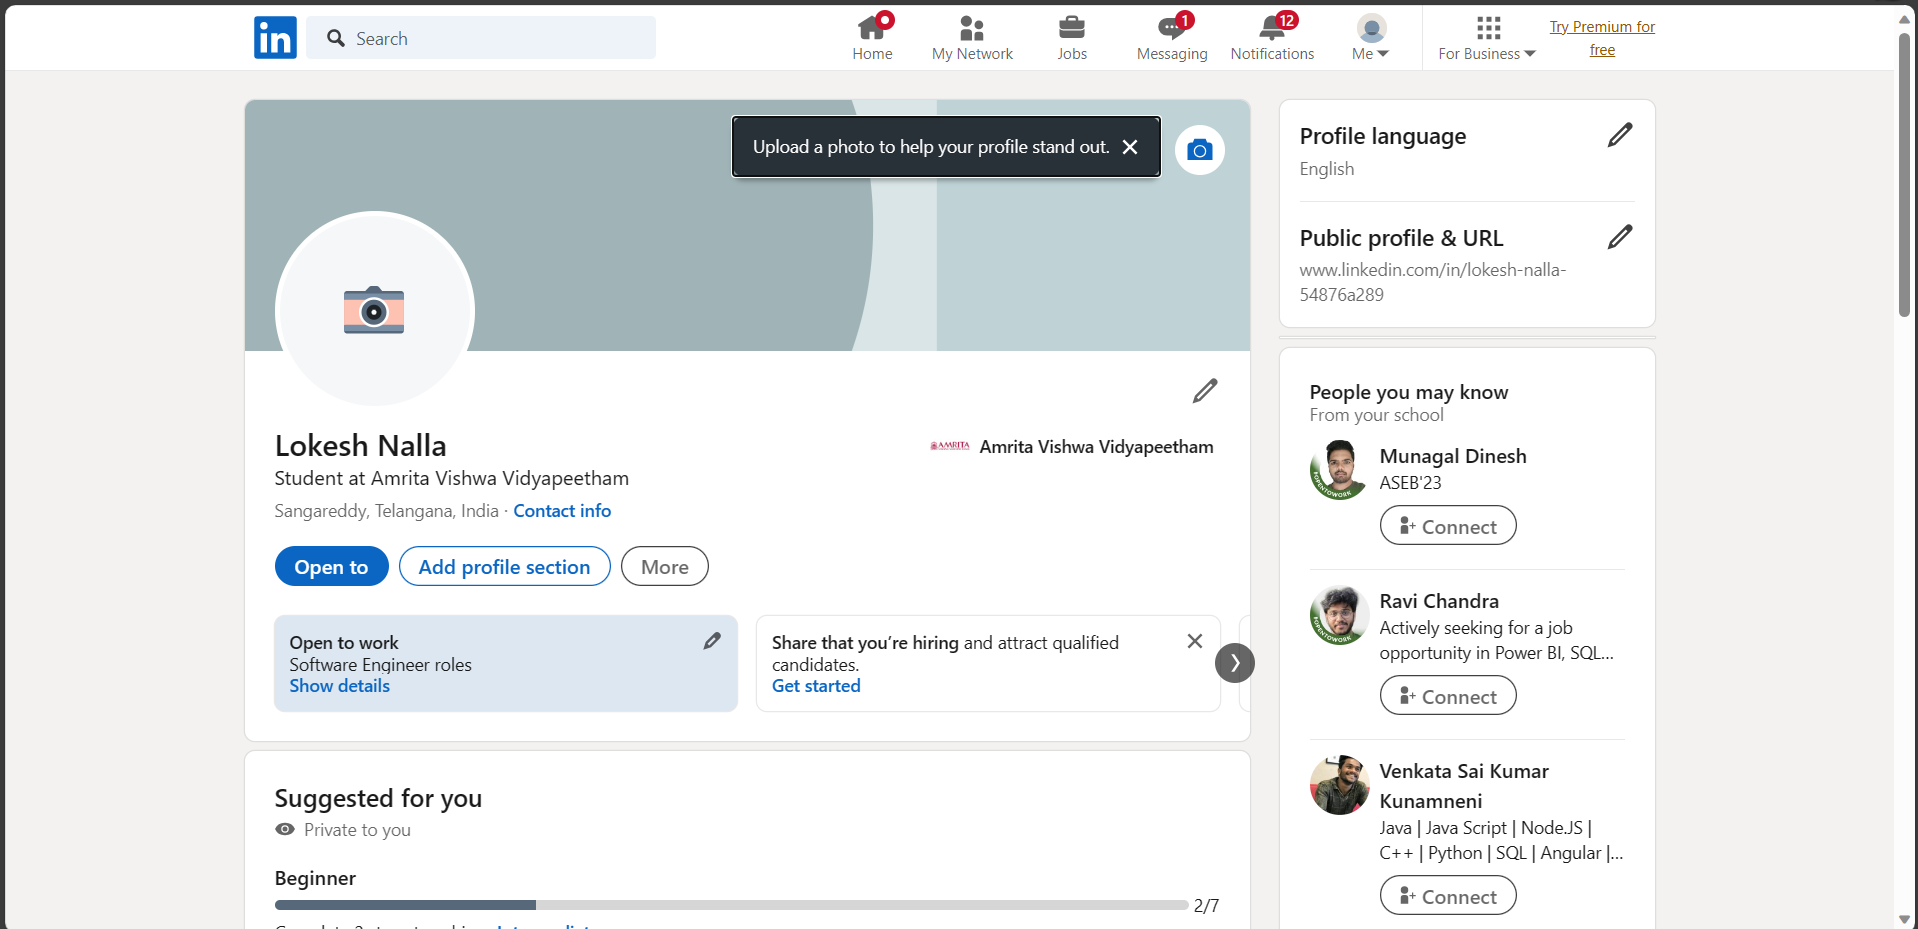 in
Search
Home
My Network
Jobs
1
Messaging
12
Notifications
Me
For Business
Try Premium for
free
Upload a photo to help your profile stand out.
Lokesh Nalla
Student at Amrita Vishwa Vidyapeetham
Sangareddy, Telangana, India · Contact info
AMRITA
Amrita Vishwa Vidyapeetham
Open to
Add profile section
More
Open to work
Software Engineer roles
Show details
Share that you’re hiring and attract qualified
candidates.
Get started
Suggested for you
Private to you
Beginner
2/7
Profile language
English
Public profile & URL
www.linkedin.com/in/lokesh-nalla-
54876a289
People you may know
From your school
#OPENTOWORK
Munagal Dinesh
ASEB'23
Connect
#OPENTOWORK
Ravi Chandra
Actively seeking for a job
opportunity in Power BI, SQL...
Connect
Venkata Sai Kumar
Kunamneni
Java | Java Script | Node.JS |
C++ | Python | SQL | Angular |...
Connect